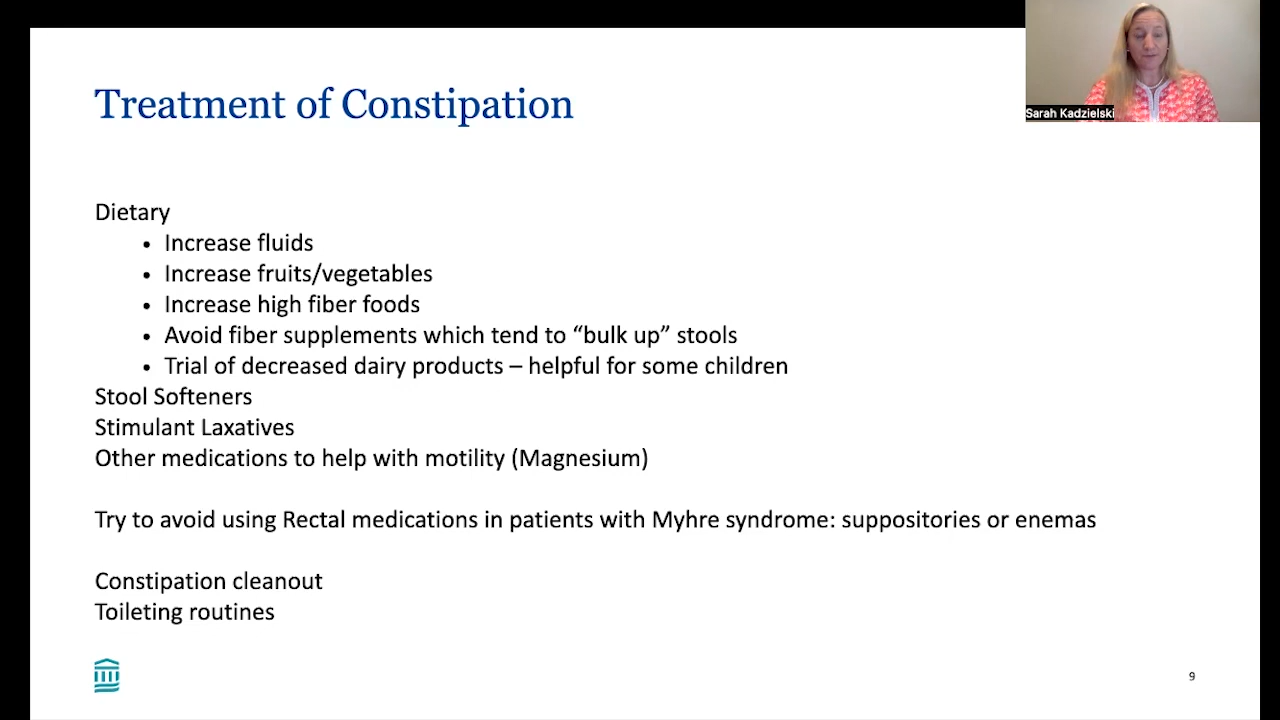 Sarah Kadzielski
Treatment of Constipation
Dietary
• Increase fluids
• Increase fruits/vegetables
• Increase high fiber foods
• Avoid fiber supplements which tend to “bulk up” stools
• Trial of decreased dairy products – helpful for some children
Stool Softeners
Stimulant Laxatives
Other medications to help with motility (Magnesium)
Try to avoid using Rectal medications in patients with Myhre syndrome: suppositories or enemas
Constipation cleanout
Toileting routines
9